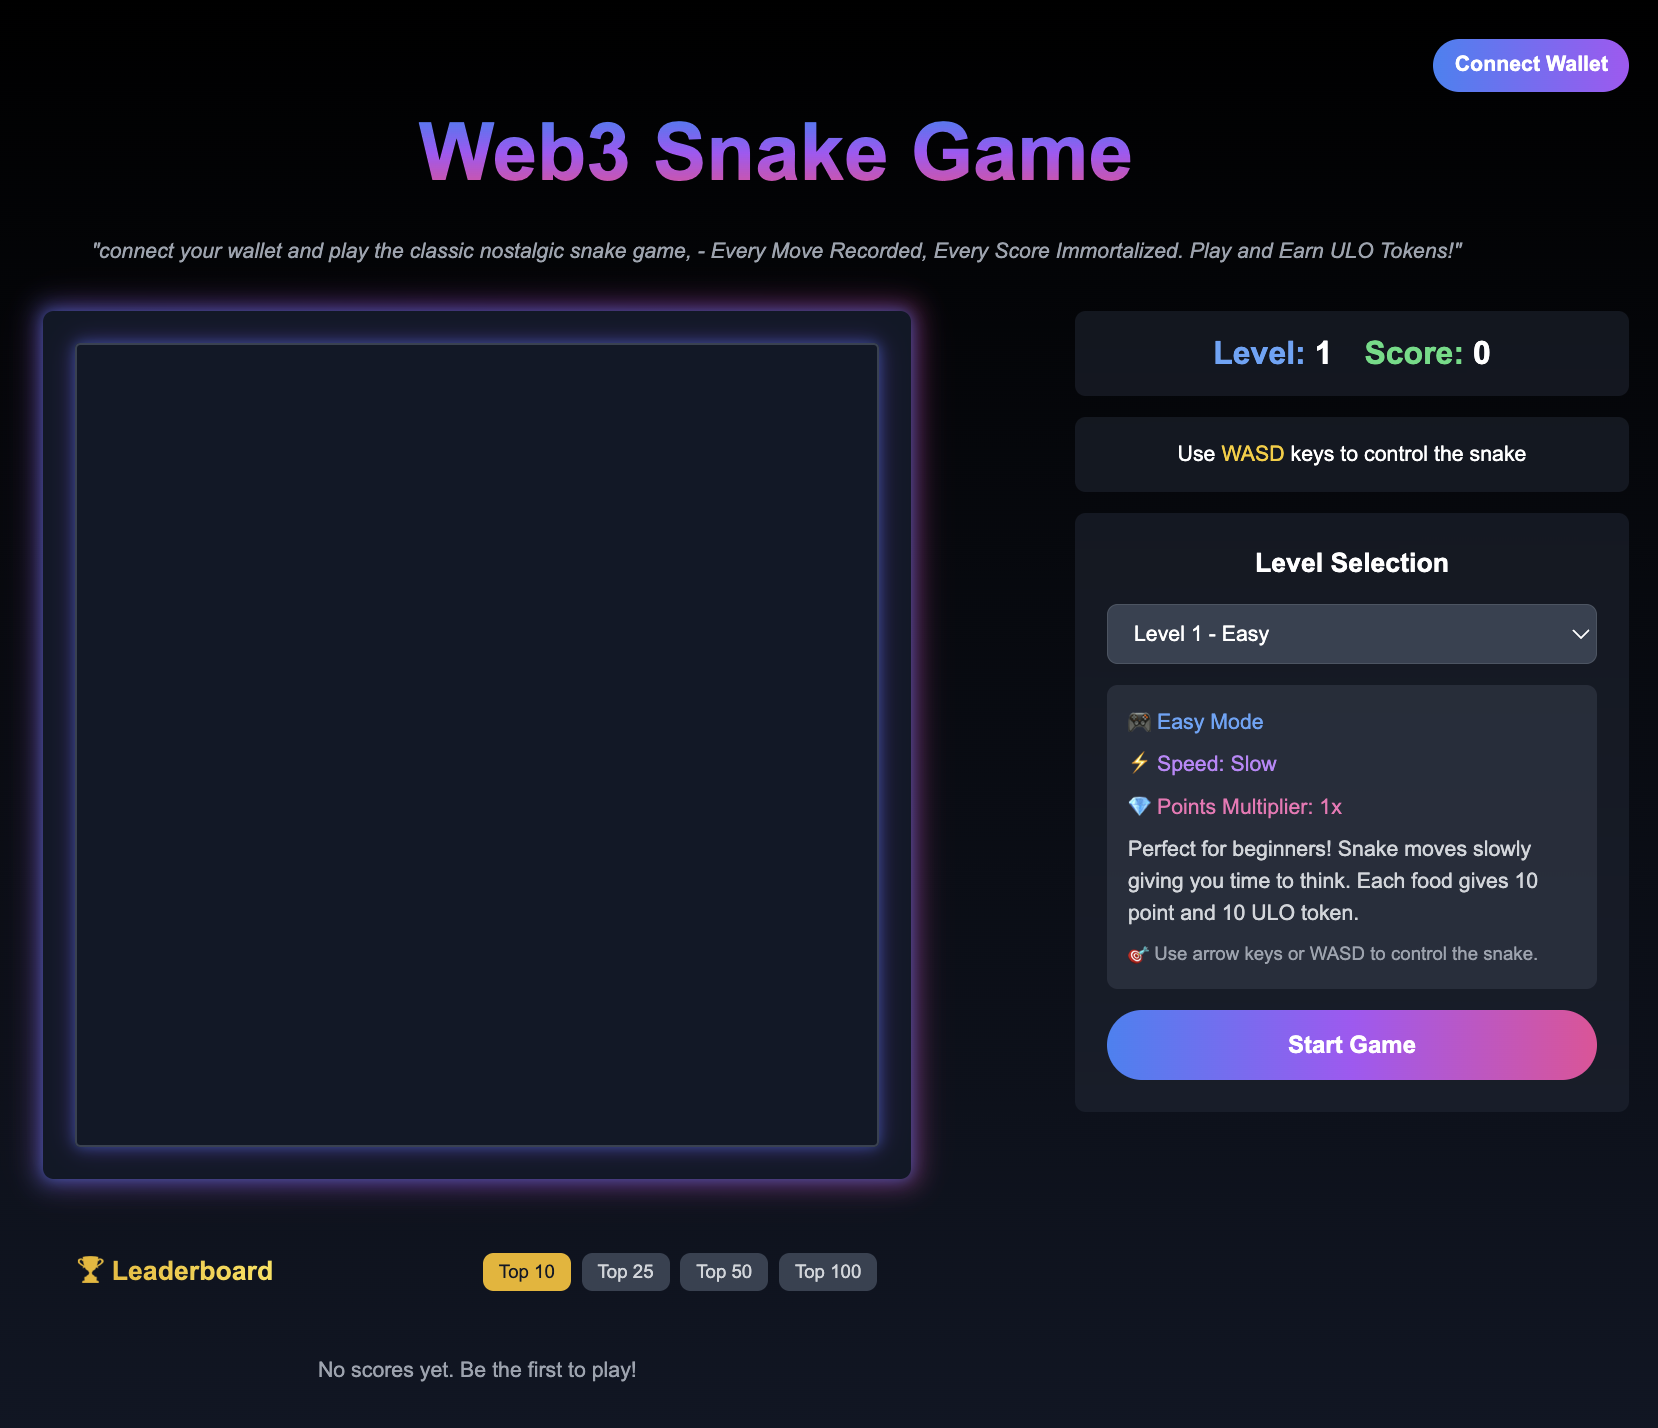 Connect Wallet
Web3 Snake Game
"connect your wallet and play the classic nostalgic snake game, - Every Move Recorded, Every Score Immortalized. Play and Earn ULO Tokens!"
Level: 1 Score: 0
Use WASD keys to control the snake
Level Selection
Level 1 - Easy
🎮 Easy Mode
⚡ Speed: Slow
💎 Points Multiplier: 1x
Perfect for beginners! Snake moves slowly
giving you time to think. Each food gives 10
point and 10 ULO token.
🎯 Use arrow keys or WASD to control the snake.
Start Game
🏆 Leaderboard
Top 10 Top 25 Top 50 Top 100
No scores yet. Be the first to play!